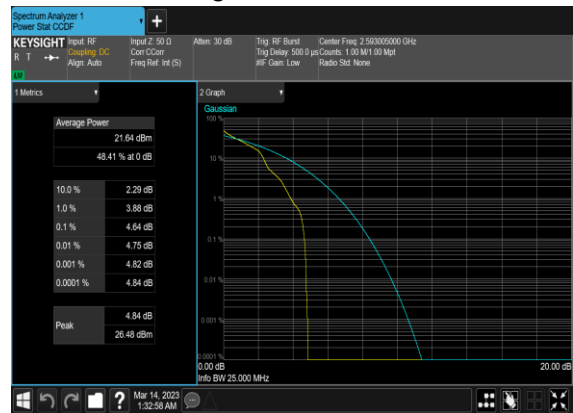 Spectrum Analyzer 1
Power Stat CCDF
+
KEYSIGHT
R T
LW
Input: RF
Coupling: DC
Align: Auto
Input Z: 50 Ω
Corr CCorr
Freq Ref: Int (S)
Atten: 30 dB
Trig: RF Burst
Trig Delay: 500.0 µs
#IF Gain: Low
Center Freq: 2.593005000 GHz
Counts: 1.00 M/1.00 Mpt
Radio Std: None
1 Metrics
Average Power
21.64 dBm
48.41 % at 0 dB
10.0 % 2.29 dB
1.0 % 3.88 dB
0.1 % 4.64 dB
0.01 % 4.75 dB
0.001 % 4.82 dB
0.0001 % 4.84 dB
Peak
4.84 dB
26.48 dBm
2 Graph
Gaussian
100 %
10 %
1 %
0.1 %
0.01 %
0.001 %
0.0001 %
0.00 dB 20.00 dB
Info BW 25.000 MHz
?
Mar 14, 2023
1:32:58 AM